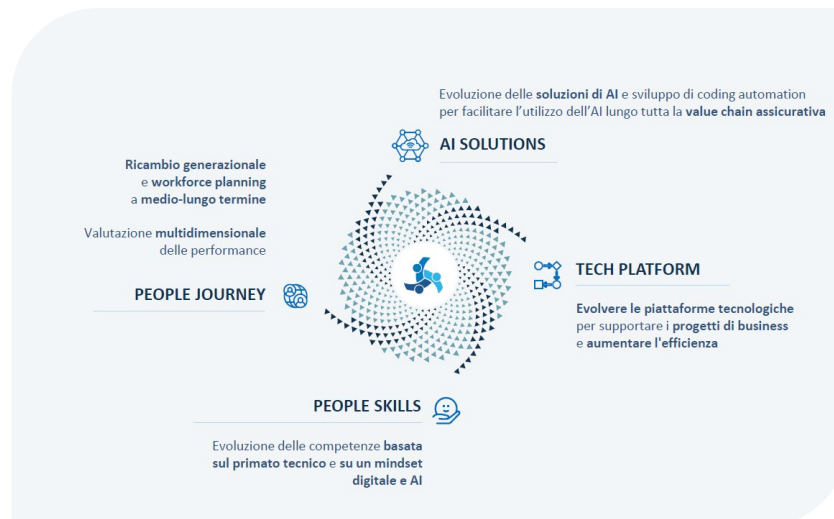 Evoluzione delle soluzioni di AI e sviluppo di coding automation
per facilitare l'utilizzo dell'AI lungo tutta la value chain assicurativa
AI SOLUTIONS
Ricambio generazionale
e workforce planning
a medio-lungo termine
Valutazione multidimensionale
delle performance
PEOPLE JOURNEY
TECH PLATFORM
Evolvere le piattaforme tecnologiche
per supportare i progetti di business
e aumentare l'efficienza
PEOPLE SKILLS
Evoluzione delle competenze basata
sul primato tecnico e su un mindset
digitale e AI